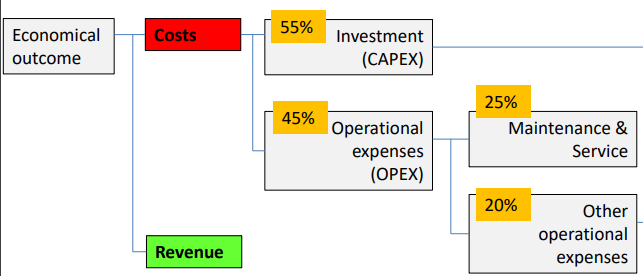 Economical
outcome
Costs
55%
Investment
(CAPEX)
45%
Operational
expenses
(OPEX)
25%
Maintenance &
Service
20%
Other
operational
expenses
Revenue